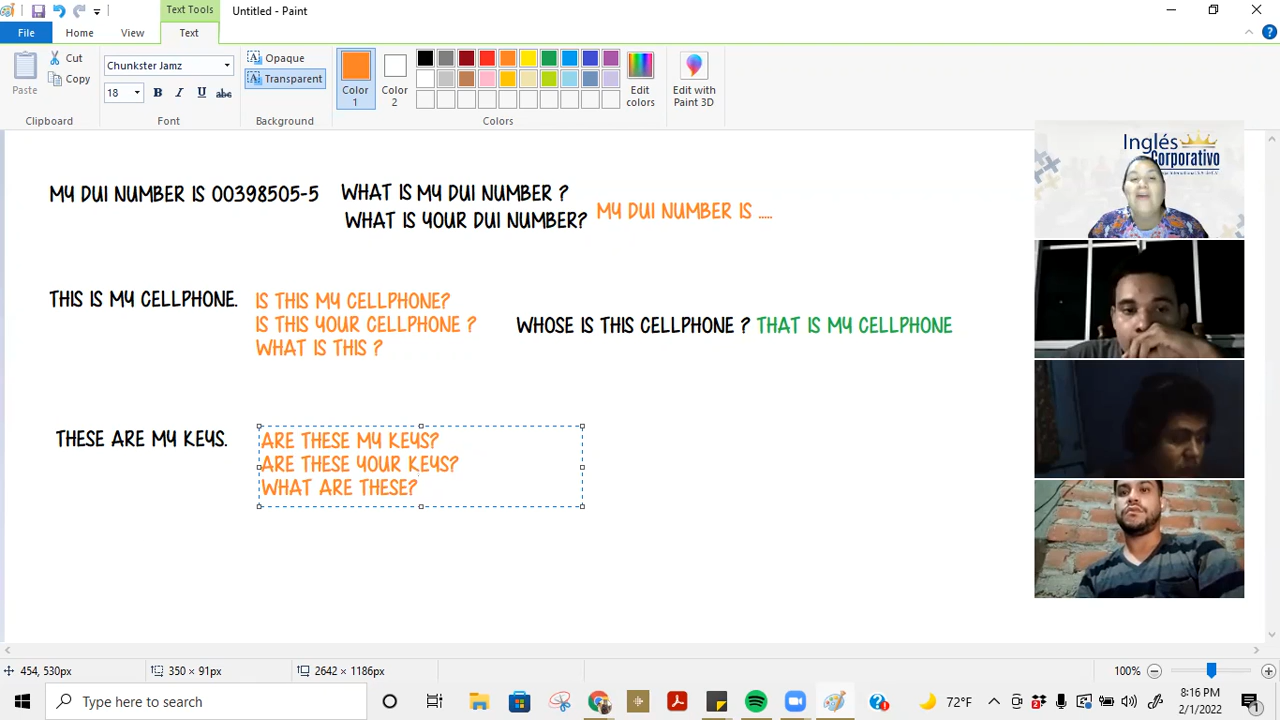 Text Tools
Untitled - Paint
File
Home
View
Text
Paste
Cut
Copy
Clipboard
Chunkster Jamz
18
B I U abc
Font
Opaque
Transparent
Background
Color 1
Color 2
Edit colors
Colors
Edit with Paint 3D
MY DUI NUMBER IS 00398505-5
WHAT IS MY DUI NUMBER ?
WHAT IS YOUR DUI NUMBER?
MY DUI NUMBER IS .....
THIS IS MY CELLPHONE.
IS THIS MY CELLPHONE?
IS THIS YOUR CELLPHONE ?
WHAT IS THIS ?
WHOSE IS THIS CELLPHONE ? THAT IS MY CELLPHONE
THESE ARE MY KEYS.
ARE THESE MY KEYS?
ARE THESE YOUR KEYS?
WHAT ARE THESE?
Inglés
Corporativo
454, 530px
350 × 91px
2642 × 1186px
100%
Type here to search
72°F
8:16 PM
2/1/2022